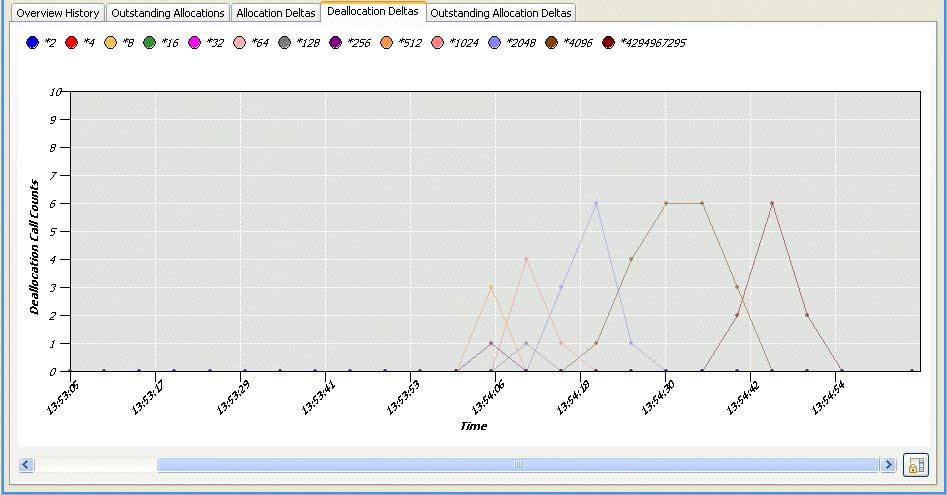 Overview History Outstanding Allocations Allocation Deltas Deallocation Deltas Outstanding Allocation Deltas
*2 *4 *8 *16 *32 *64 *128 *256 *512 *1024 *2048 *4096 *4294967295
Deallocation Call Counts
10
9
8
7
6
5
4
3
2
1
0
13:53:05 13:53:17 13:53:29 13:53:41 13:53:53 13:54:06 13:54:18 13:54:30 13:54:42 13:54:54
Time